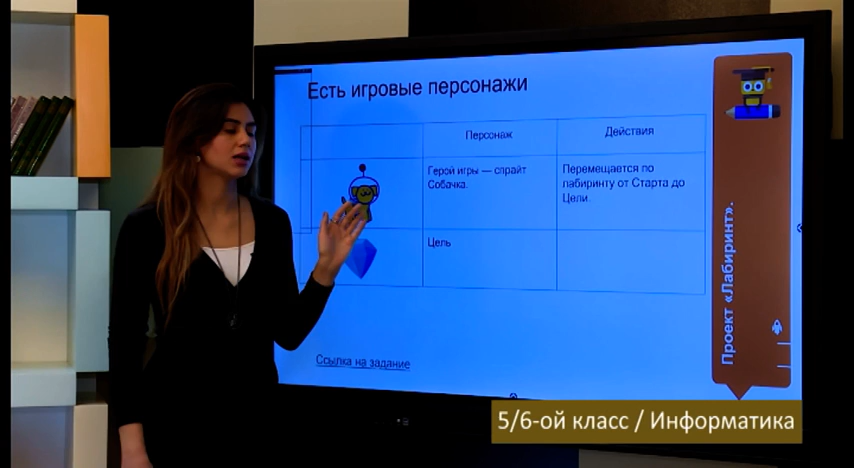 Есть игровые персонажи
Персонаж
Действия
Герой игры — спрайт
Собачка.
Перемещается по
лабиринту от Старта до
Цели.
Цель
Ссылка на задание
Проект «Лабиринт».
5/6-ой класс / Информатика